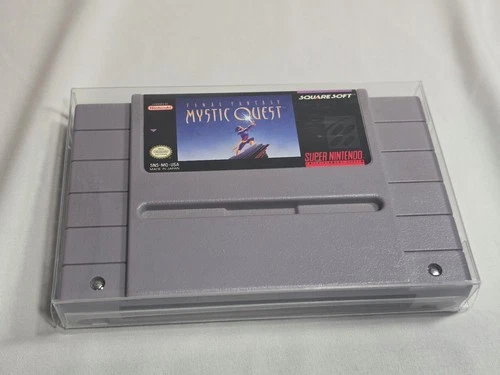 Nintendo
FINAL FANTASY
MYSTIC QUEST
SQUARESOFT
SNS-MQ-USA
MADE IN JAPAN
SUPER NINTENDO